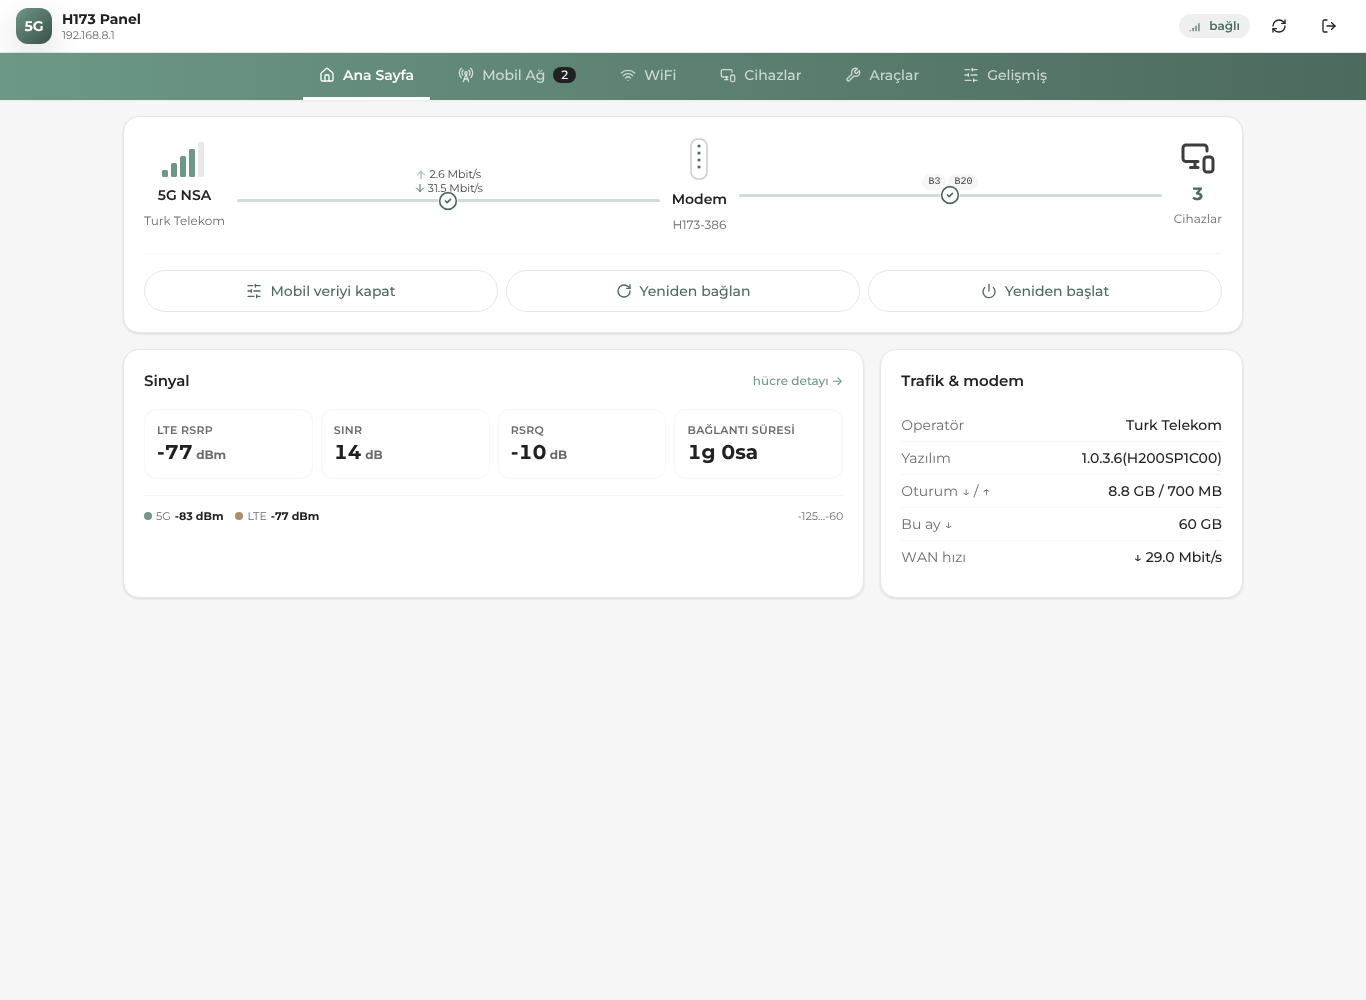 5G
H173 Panel
192.168.8.1
bağlı
Ana Sayfa
Mobil Ağ 2
WiFi
Cihazlar
Araçlar
Gelişmiş
5G NSA
Turk Telekom
↑ 2.6 Mbit/s
↓ 31.5 Mbit/s
Modem
H173-386
B3 B20
3
Cihazlar
Mobil veriyi kapat
Yeniden bağlan
Yeniden başlat
Sinyal
hücre detayı →
LTE RSRP
-77 dBm
SINR
14 dB
RSRQ
-10 dB
BAĞLANTI SÜRESİ
1g 0sa
5G -83 dBm LTE -77 dBm
-125…-60
Trafik & modem
Operatör Turk Telekom
Yazılım 1.0.3.6(H200SP1C00)
Oturum ↓ / ↑ 8.8 GB / 700 MB
Bu ay ↓ 60 GB
WAN hızı ↓ 29.0 Mbit/s